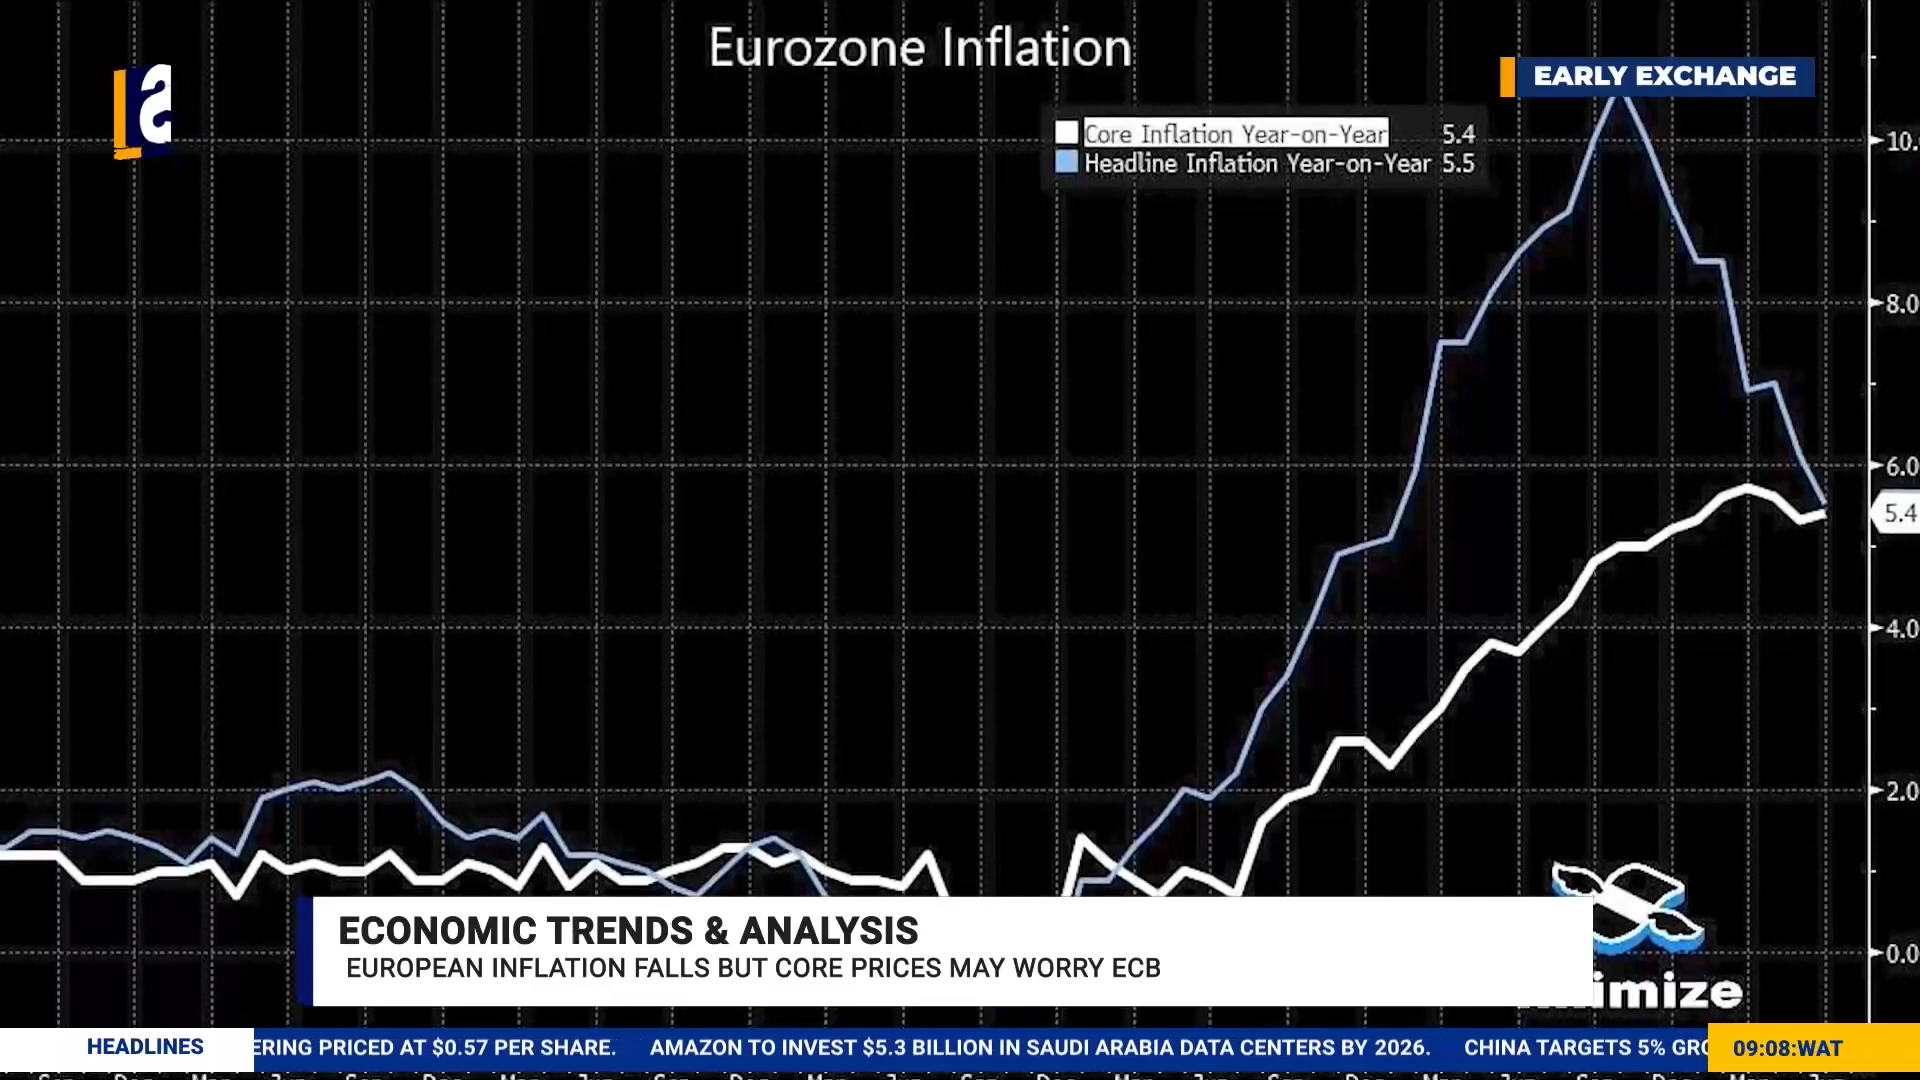 Eurozone Inflation
EARLY EXCHANGE
Core Inflation Year-on-Year 5.4
Headline Inflation Year-on-Year 5.5
10.
8.0
6.0
5.4
4.0
2.0
0.0
ECONOMIC TRENDS & ANALYSIS
EUROPEAN INFLATION FALLS BUT CORE PRICES MAY WORRY ECB
imize
HEADLINES
ERING PRICED AT $0.57 PER SHARE. AMAZON TO INVEST $5.3 BILLION IN SAUDI ARABIA DATA CENTERS BY 2026. CHINA TARGETS 5% GRO
09:08:WAT